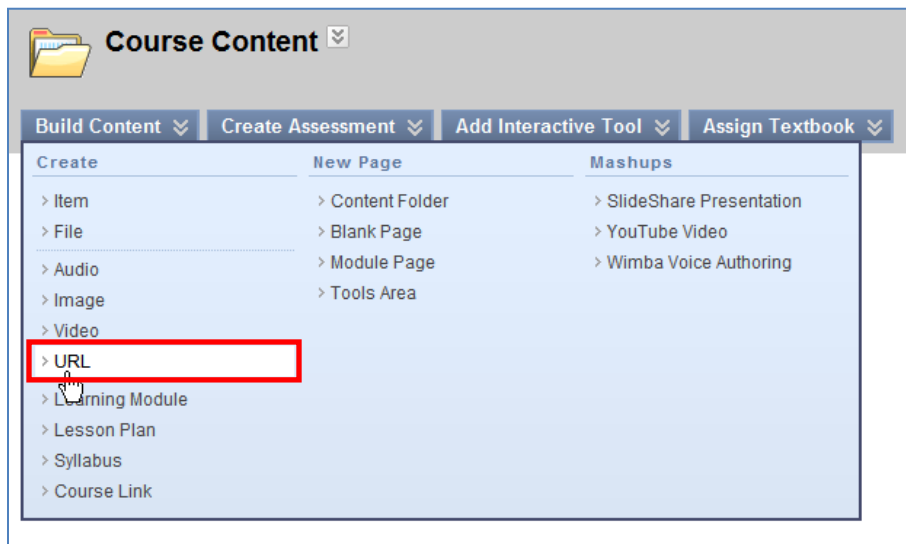 Course Content
Build Content
Create Assessment
Add Interactive Tool
Assign Textbook
Create
Item
File
Audio
Image
Video
URL
Learning Module
Lesson Plan
Syllabus
Course Link
New Page
Content Folder
Blank Page
Module Page
Tools Area
Mashups
SlideShare Presentation
YouTube Video
Wimba Voice Authoring